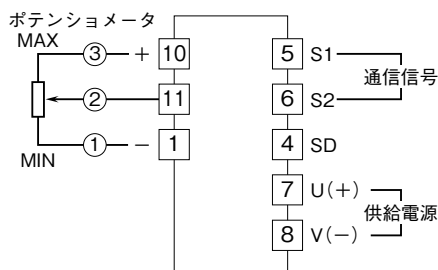 ポテンショメータ
MAX
③ + 10
② 11
① − 1
MIN
5 S1
6 S2
通信信号
4 SD
7 U(+)
8 V(−)
供給電源